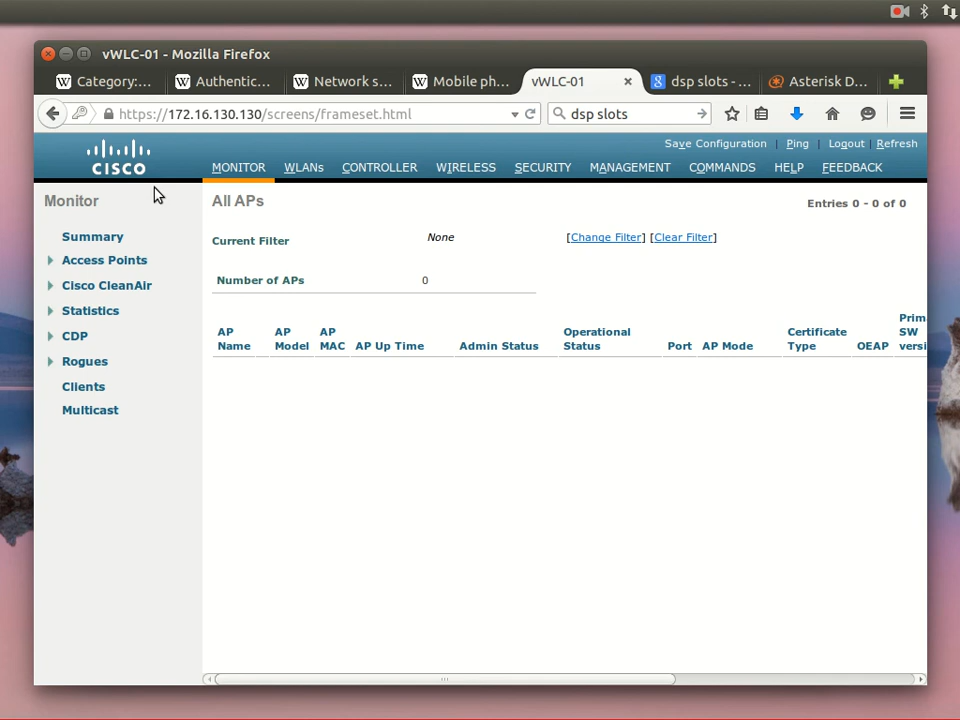 vWLC-01 - Mozilla Firefox
Category:...
Authentic...
Network s...
Mobile ph...
vWLC-01
dsp slots - ...
Asterisk D...
https://172.16.130.130/screens/frameset.html
dsp slots
Save Configuration | Ping | Logout | Refresh
CISCO
MONITOR WLANs CONTROLLER WIRELESS SECURITY MANAGEMENT COMMANDS HELP FEEDBACK
Monitor
Summary
Access Points
Cisco CleanAir
Statistics
CDP
Rogues
Clients
Multicast
All APs
Entries 0 - 0 of 0
Current Filter None [Change Filter] [Clear Filter]
Number of APs 0
AP Name
AP Model
AP MAC
AP Up Time
Admin Status
Operational Status
Port
AP Mode
Certificate Type
OEAP
Prim
SW
versi